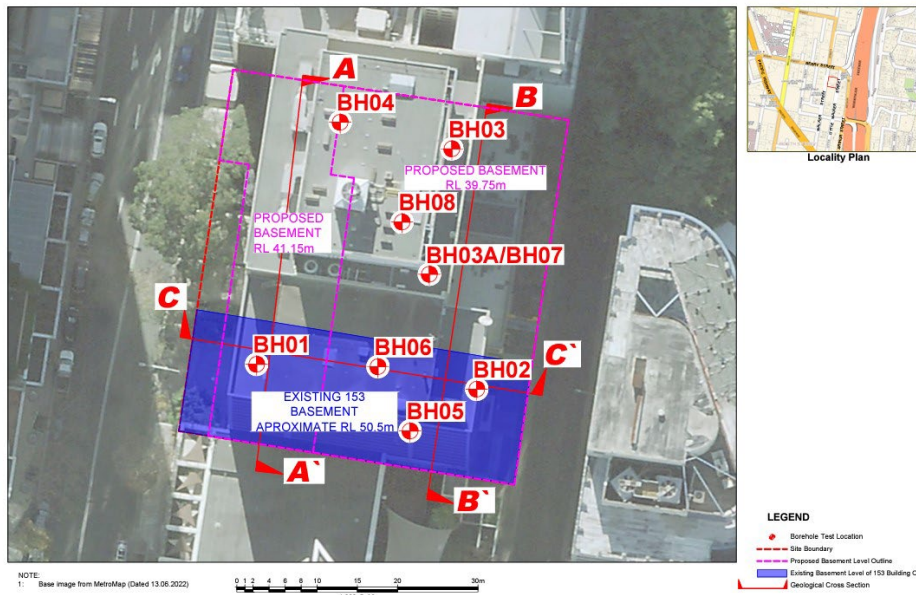 A
B
BH04
BH03
PROPOSED BASEMENT
RL 39.75m
BH08
PROPOSED
BASEMENT
RL 41.15m
BH03A/BH07
C
C`
BH01
BH06
BH02
EXISTING 153
BASEMENT
APROXIMATE RL 50.5m
BH05
A`
B`
Locality Plan
LEGEND
Borehole Test Location
Site Boundary
Proposed Basement Level Outline
Existing Basement Level of 153 Building C
Geological Cross Section
NOTE:
1: Base image from MetroMap (Dated 13.06.2022)
0 1 2 4 6 8 10 15 20 30m